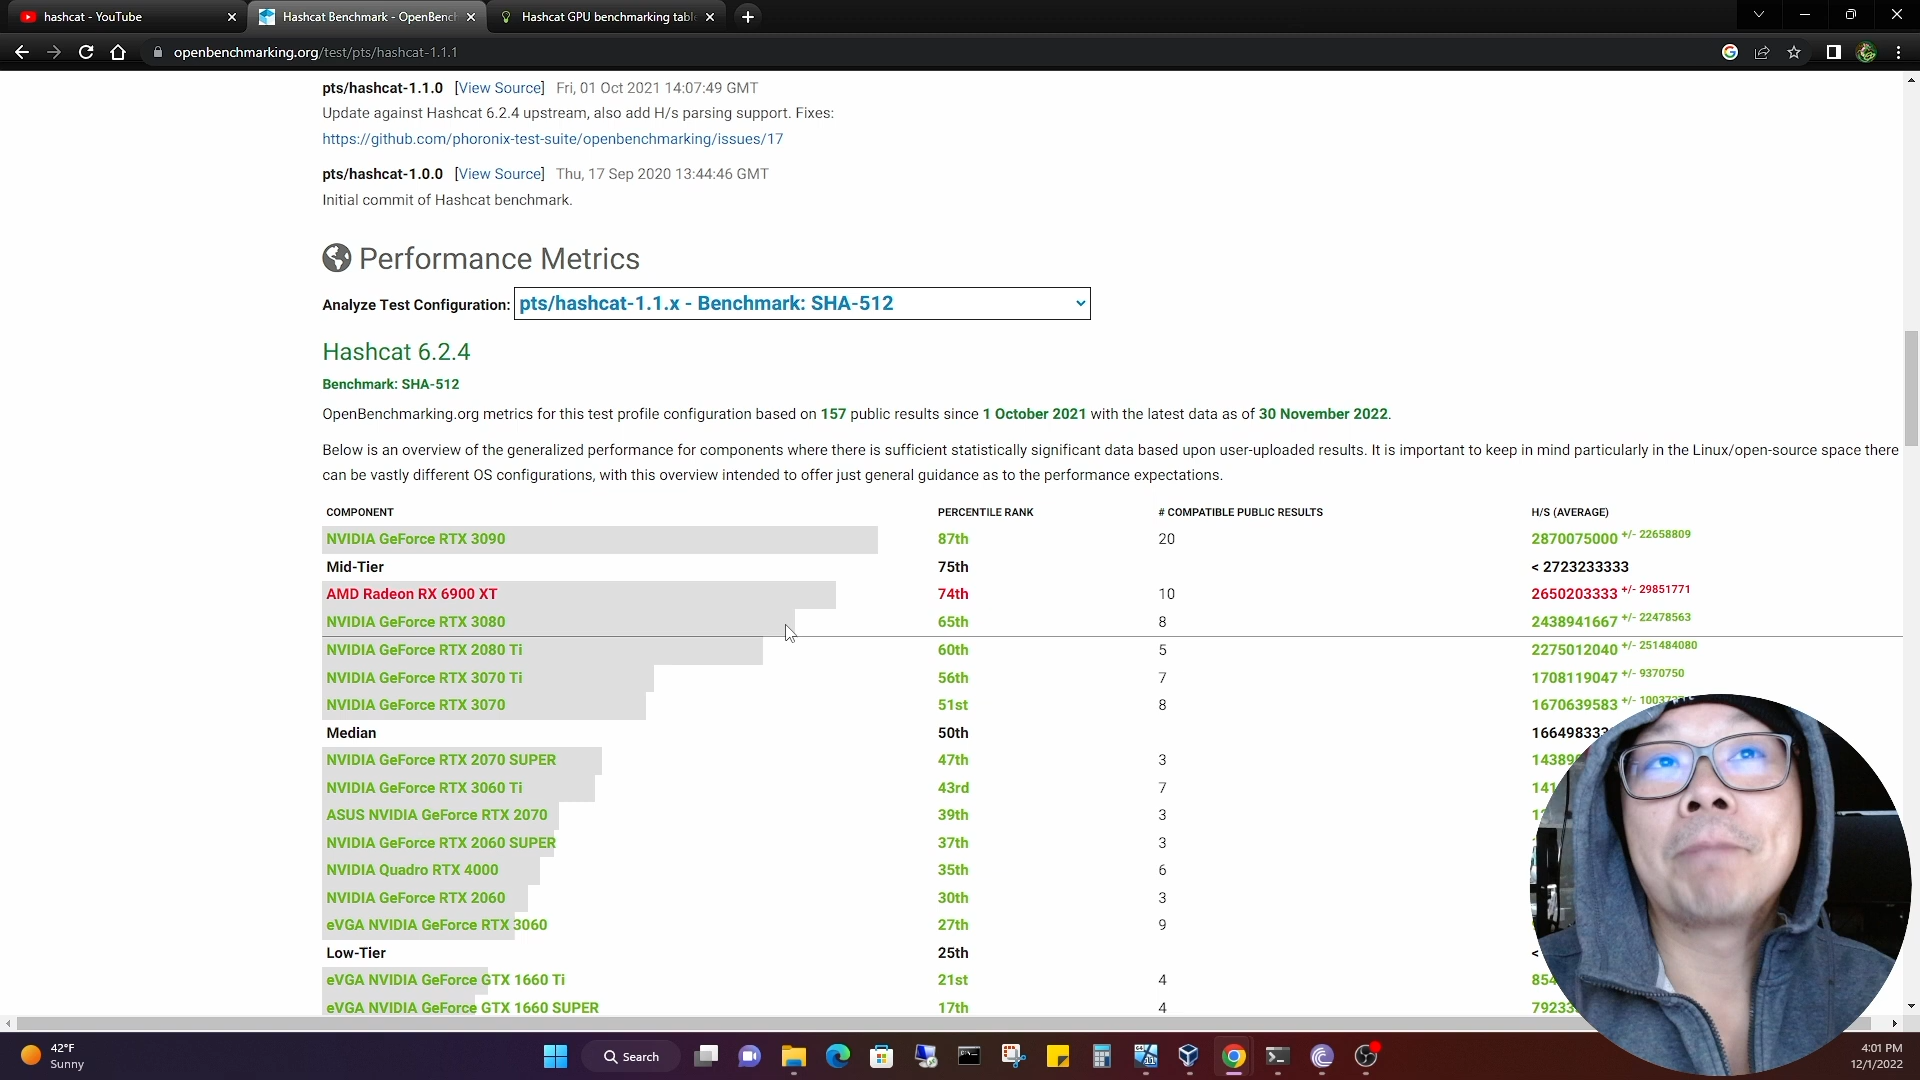 hashcat - YouTube
Hashcat Benchmark - OpenBench
Hashcat GPU benchmarking table
openbenchmarking.org/test/pts/hashcat-1.1.1
pts/hashcat-1.1.0 [View Source] Fri, 01 Oct 2021 14:07:49 GMT
Update against Hashcat 6.2.4 upstream, also add H/s parsing support. Fixes:
https://github.com/phoronix-test-suite/openbenchmarking/issues/17
pts/hashcat-1.0.0 [View Source] Thu, 17 Sep 2020 13:44:46 GMT
Initial commit of Hashcat benchmark.
Performance Metrics
Analyze Test Configuration: pts/hashcat-1.1.x - Benchmark: SHA-512
Hashcat 6.2.4
Benchmark: SHA-512
OpenBenchmarking.org metrics for this test profile configuration based on 157 public results since 1 October 2021 with the latest data as of 30 November 2022.
Below is an overview of the generalized performance for components where there is sufficient statistically significant data based upon user-uploaded results. It is important to keep in mind particularly in the Linux/open-source space there
can be vastly different OS configurations, with this overview intended to offer just general guidance as to the performance expectations.
COMPONENT PERCENTILE RANK # COMPATIBLE PUBLIC RESULTS H/S (AVERAGE)
NVIDIA GeForce RTX 3090 87th 20 2870075000 +/- 22658809
Mid-Tier 75th < 2723233333
AMD Radeon RX 6900 XT 74th 10 2650203333 +/- 29851771
NVIDIA GeForce RTX 3080 65th 8 2438941667 +/- 22478563
NVIDIA GeForce RTX 2080 Ti 60th 5 2275012040 +/- 251484080
NVIDIA GeForce RTX 3070 Ti 56th 7 1708119047 +/- 9370750
NVIDIA GeForce RTX 3070 51st 8 1670639583 +/-
Median 50th
NVIDIA GeForce RTX 2070 SUPER 47th 3
NVIDIA GeForce RTX 3060 Ti 43rd 7
ASUS NVIDIA GeForce RTX 2070 39th 3
NVIDIA GeForce RTX 2060 SUPER 37th 3
NVIDIA Quadro RTX 4000 35th 6
NVIDIA GeForce RTX 2060 30th 3
eVGA NVIDIA GeForce RTX 3060 27th 9
Low-Tier 25th <
eVGA NVIDIA GeForce GTX 1660 Ti 21st 4
eVGA NVIDIA GeForce GTX 1660 SUPER 17th 4
42°F
Sunny
Search
4:01 PM
12/1/2022